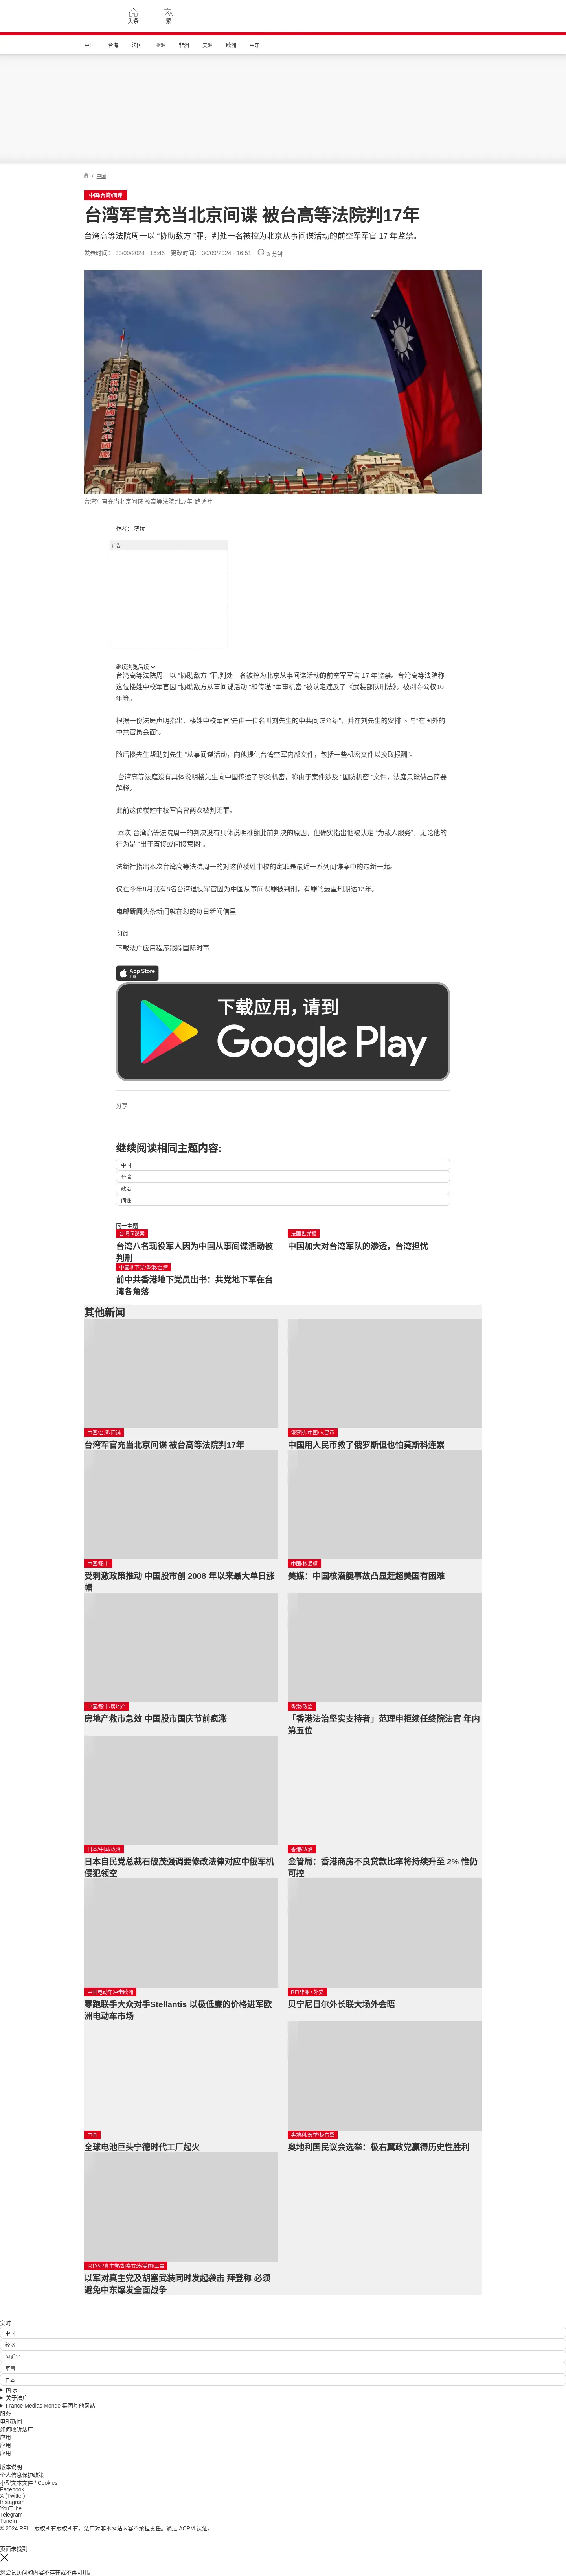 头条
繁
中国
台海
法国
亚洲
非洲
美洲
欧洲
中东
/ 中国
中国/台湾/间谍
台湾军官充当北京间谍 被台高等法院判17年
台湾高等法院周一以 “协助敌方 ”罪，判处一名被控为北京从事间谍活动的前空军军官 17 年监禁。
发表时间： 30/09/2024 - 16:46 更改时间： 30/09/2024 - 16:51 3 分钟
台湾军官充当北京间谍 被台高等法院判17年 路透社
作者： 罗拉
广告
继续浏览后续
台湾高等法院周一以 “协助敌方 ”罪,判处一名被控为北京从事间谍活动的前空军军官 17 年监禁。台湾高等法院称
这位楼姓中校军官因 “协助敌方从事间谍活动 ”和传递 “军事机密 ”被认定违反了《武装部队刑法》，被剥夺公权10
年等。
根据一份法庭声明指出，楼姓中校军官“是由一位名叫刘先生的中共间谍介绍”，并在刘先生的安排下 与“在国外的
中共官员会面”。
随后楼先生帮助刘先生 “从事间谍活动，向他提供台湾空军内部文件，包括一些机密文件以换取报酬”。
台湾高等法庭没有具体说明楼先生向中国传递了哪类机密，称由于案件涉及 “国防机密 ”文件，法庭只能做出简要
解释。
此前这位楼姓中校军官曾两次被判无罪。
本次 台湾高等法院周一的判决没有具体说明推翻此前判决的原因，但确实指出他被认定 “为敌人服务”，无论他的
行为是 “出于直接或间接意图”。
法新社指出本次台湾高等法院周一的对这位楼姓中校的定罪是最近一系列间谍案中的最新一起。
仅在今年8月就有8名台湾退役军官因为中国从事间谍罪被判刑，有罪的最重刑期达13年。
电邮新闻头条新闻就在您的每日新闻信里
订阅
下载法广应用程序跟踪国际时事
App Store
下载
下载应用，请到
Google Play
分享 :
继续阅读相同主题内容:
中国
台湾
政治
间谍
同一主题
台湾间谍案
台湾八名现役军人因为中国从事间谍活动被
判刑
法国世界报
中国加大对台湾军队的渗透，台湾担忧
中国地下党/香港/台湾
前中共香港地下党员出书：共党地下军在台
湾各角落
其他新闻
中国/台湾/间谍
台湾军官充当北京间谍 被台高等法院判17年
俄罗斯/中国/人民币
中国用人民币救了俄罗斯但也怕莫斯科连累
中国/股市
受刺激政策推动 中国股市创 2008 年以来最大单日涨
幅
中国/核潜艇
美媒：中国核潜艇事故凸显赶超美国有困难
中国/股市/房地产
房地产救市急效 中国股市国庆节前疯涨
香港/政治
「香港法治坚实支持者」范理申拒续任终院法官 年内
第五位
日本/中国/政治
日本自民党总裁石破茂强调要修改法律对应中俄军机
侵犯领空
香港/政治
金管局：香港商房不良贷款比率将持续升至 2% 惟仍
可控
中国电动车冲击欧洲
零跑联手大众对手Stellantis 以极低廉的价格进军欧
洲电动车市场
RFI非洲 / 外交
贝宁尼日尔外长联大场外会晤
中国
全球电池巨头宁德时代工厂起火
奥地利/选举/极右翼
奥地利国民议会选举：极右翼政党赢得历史性胜利
以色列/真主党/胡塞武装/美国/军事
以军对真主党及胡塞武装同时发起袭击 拜登称 必须
避免中东爆发全面战争
实时
中国
经济
习近平
军事
日本
国际
关于法广
France Médias Monde 集团其他网站
服务
电邮新闻
如何收听法广
应用
应用
应用
版本说明
个人信息保护政策
小型文本文件 / Cookies
Facebook
X (Twitter)
Instagram
YouTube
Telegram
TuneIn
© 2024 RFI – 版权所有版权所有。法广对非本网站内容不承担责任。通过 ACPM 认证。
页面未找到
您尝试访问的内容不存在或不再可用。